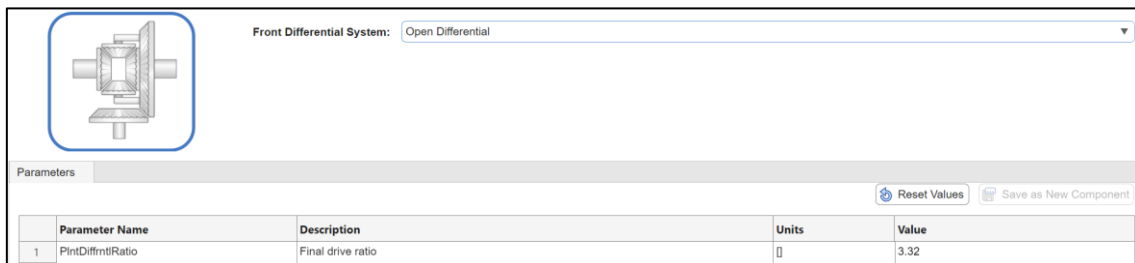 Front Differential System: Open Differential
Parameters
Reset Values Save as New Component
Parameter Name Description Units Value
1 PlntDiffrntlRatio Final drive ratio [] 3.32